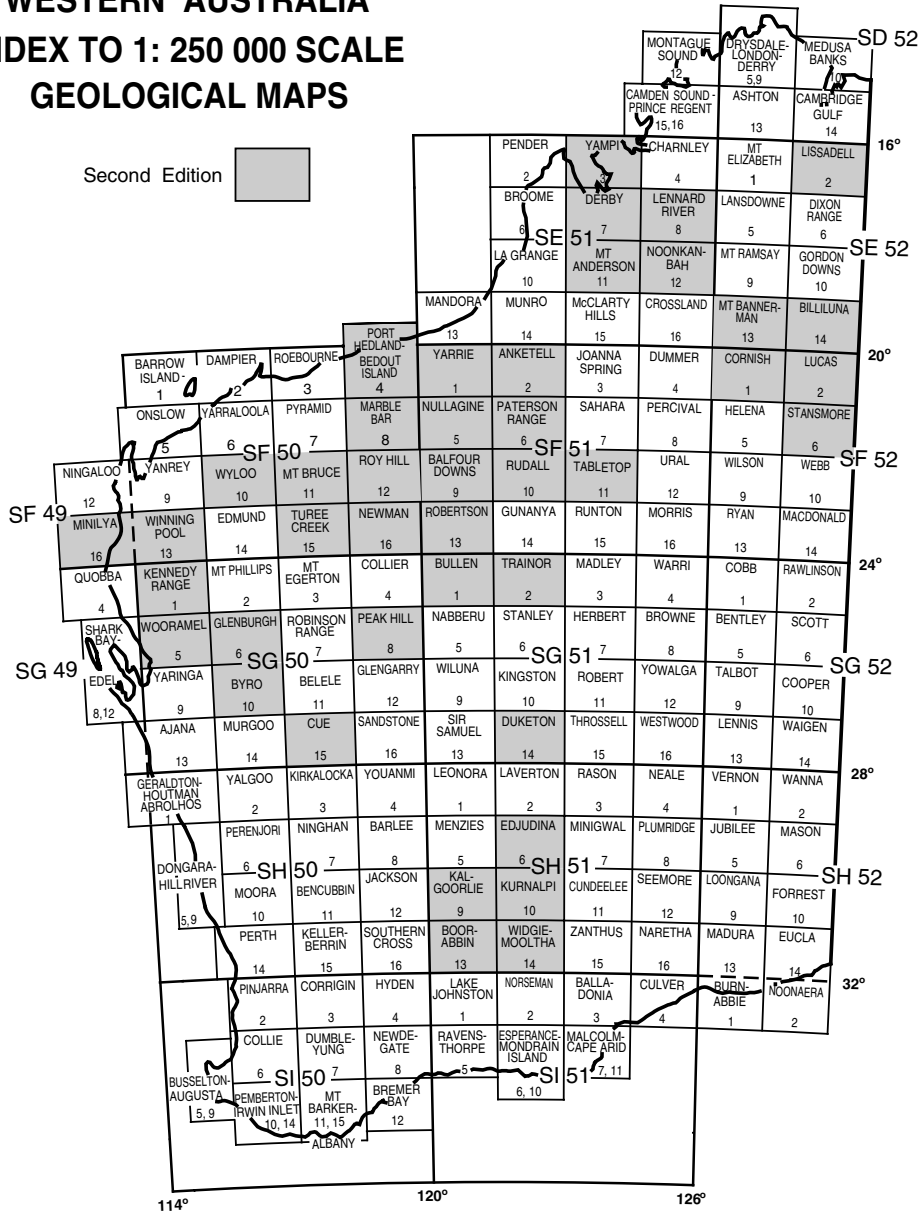 WESTERN AUSTRALIA
INDEX TO 1: 250 000 SCALE
GEOLOGICAL MAPS
Second Edition
SD 52
MONTAGUE
SOUND
12
DRYSDALE-
LONDON-
DERRY
5,9
MEDUSA
BANKS
10
CAMDEN SOUND-
PRINCE REGENT
15, 16
ASHTON
13
CAMBRIDGE
GULF
14
16°
PENDER
2
YAMPI
3
CHARNLEY
4
MT
ELIZABETH
1
LISSADELL
2
BROOME
6
DERBY
7
LENNARD
RIVER
8
LANSDOWNE
5
DIXON
RANGE
6
SE 51
SE 52
LA GRANGE
10
MT
ANDERSON
11
NOONKAN-
BAH
12
MT RAMSAY
9
GORDON
DOWNS
10
MANDORA
13
MUNRO
14
McCLARTY
HILLS
15
CROSSLAND
16
MT BANNER-
MAN
13
BILLILUNA
14
20°
BARROW
ISLAND-
1
DAMPIER
2
ROEBOURNE
3
PORT
HEDLAND-
BEDOUT
ISLAND
4
YARRIE
1
ANKETELL
2
JOANNA
SPRING
3
DUMMER
4
CORNISH
1
LUCAS
2
ONSLOW
5
YARRALOOLA
6
PYRAMID
7
MARBLE
BAR
8
NULLAGINE
5
PATERSON
RANGE
6
SAHARA
7
PERCIVAL
8
HELENA
5
STANSMORE
6
SF 50
SF 51
SF 52
NINGALOO
12
YANREY
9
WYLOO
10
MT BRUCE
11
ROY HILL
12
BALFOUR
DOWNS
9
RUDALL
10
TABLETOP
11
URAL
12
WILSON
9
WEBB
10
SF 49
MINILYA
16
WINNING
POOL
13
EDMUND
14
TUREE
CREEK
15
NEWMAN
16
ROBERTSON
13
GUNANYA
14
RUNTON
15
MORRIS
16
RYAN
13
MACDONALD
14
24°
QUOBBA
4
KENNEDY
RANGE
1
MT PHILLIPS
2
MT
EGERTON
3
COLLIER
4
BULLEN
1
TRAINOR
2
MADLEY
3
WARRI
4
COBB
1
RAWLINSON
2
SHARK
BAY-
EDEL
8,12
WOORAMEL
5
GLENBURGH
6
ROBINSON
RANGE
7
PEAK HILL
8
NABBERU
5
STANLEY
6
HERBERT
7
BROWNE
8
BENTLEY
5
SCOTT
6
SG 49
SG 50
SG 51
SG 52
YARINGA
9
BYRO
10
BELELE
11
GLENGARRY
12
WILUNA
9
KINGSTON
10
ROBERT
11
YOWALGA
12
TALBOT
9
COOPER
10
AJANA
13
MURGOO
14
CUE
15
SANDSTONE
16
SIR
SAMUEL
13
DUKETON
14
THROSSELL
15
WESTWOOD
16
LENNIS
13
WAIGEN
14
28°
GERALDTON-
HOUTMAN
ABROLHOS
1
YALGOO
2
KIRKALOCKA
3
YOUANMI
4
LEONORA
1
LAVERTON
2
RASON
3
NEALE
4
VERNON
1
WANNA
2
PERENJORI
6
NINGHAN
7
BARLEE
8
MENZIES
5
EDJUDINA
6
MINIGWAL
7
PLUMRIDGE
8
JUBILEE
5
MASON
6
SH 50
SH 51
SH 52
DONGARA-
HILL RIVER
5,9
MOORA
10
BENCUBBIN
11
JACKSON
12
KAL-
GOORLIE
9
KURNALPI
10
CUNDEELEE
11
SEEMORE
12
LOONGANA
9
FORREST
10
PERTH
14
KELLER-
BERRIN
15
SOUTHERN
CROSS
16
BOOR-
ABBIN
13
WIDGIE-
MOOLTHA
14
ZANTHUS
15
NARETHA
16
MADURA
13
EUCLA
14
32°
PINJARRA
2
CORRIGIN
3
HYDEN
4
LAKE
JOHNSTON
1
NORSEMAN
2
BALLA-
DONIA
3
CULVER
4
BURN-
ABBIE
1
NOONAERA
2
BUSSELTON-
AUGUSTA
5, 9
COLLIE
6
DUMBLE-
YUNG
7
NEWDE-
GATE
8
RAVENS-
THORPE
5
ESPERANCE-
MONDRAIN
ISLAND
6, 10
MALCOLM-
CAPE ARID
7, 11
SI 50
SI 51
PEMBERTON-
IRWIN INLET
10, 14
MT
BARKER-
11, 15
ALBANY
BREMER
BAY
12
114°
120°
126°